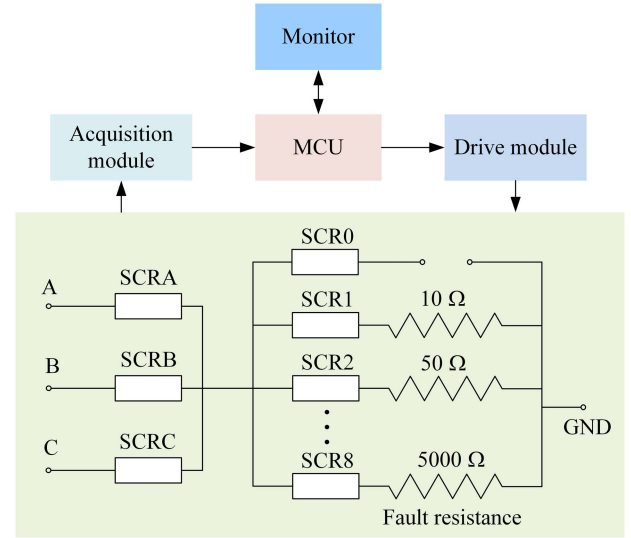 Monitor
Acquisition
module
MCU
Drive module
SCR0
SCRA
A
SCR1
10 Ω
SCRB
B
SCR2
50 Ω
SCRC
C
GND
SCR8
5000 Ω
Fault resistance